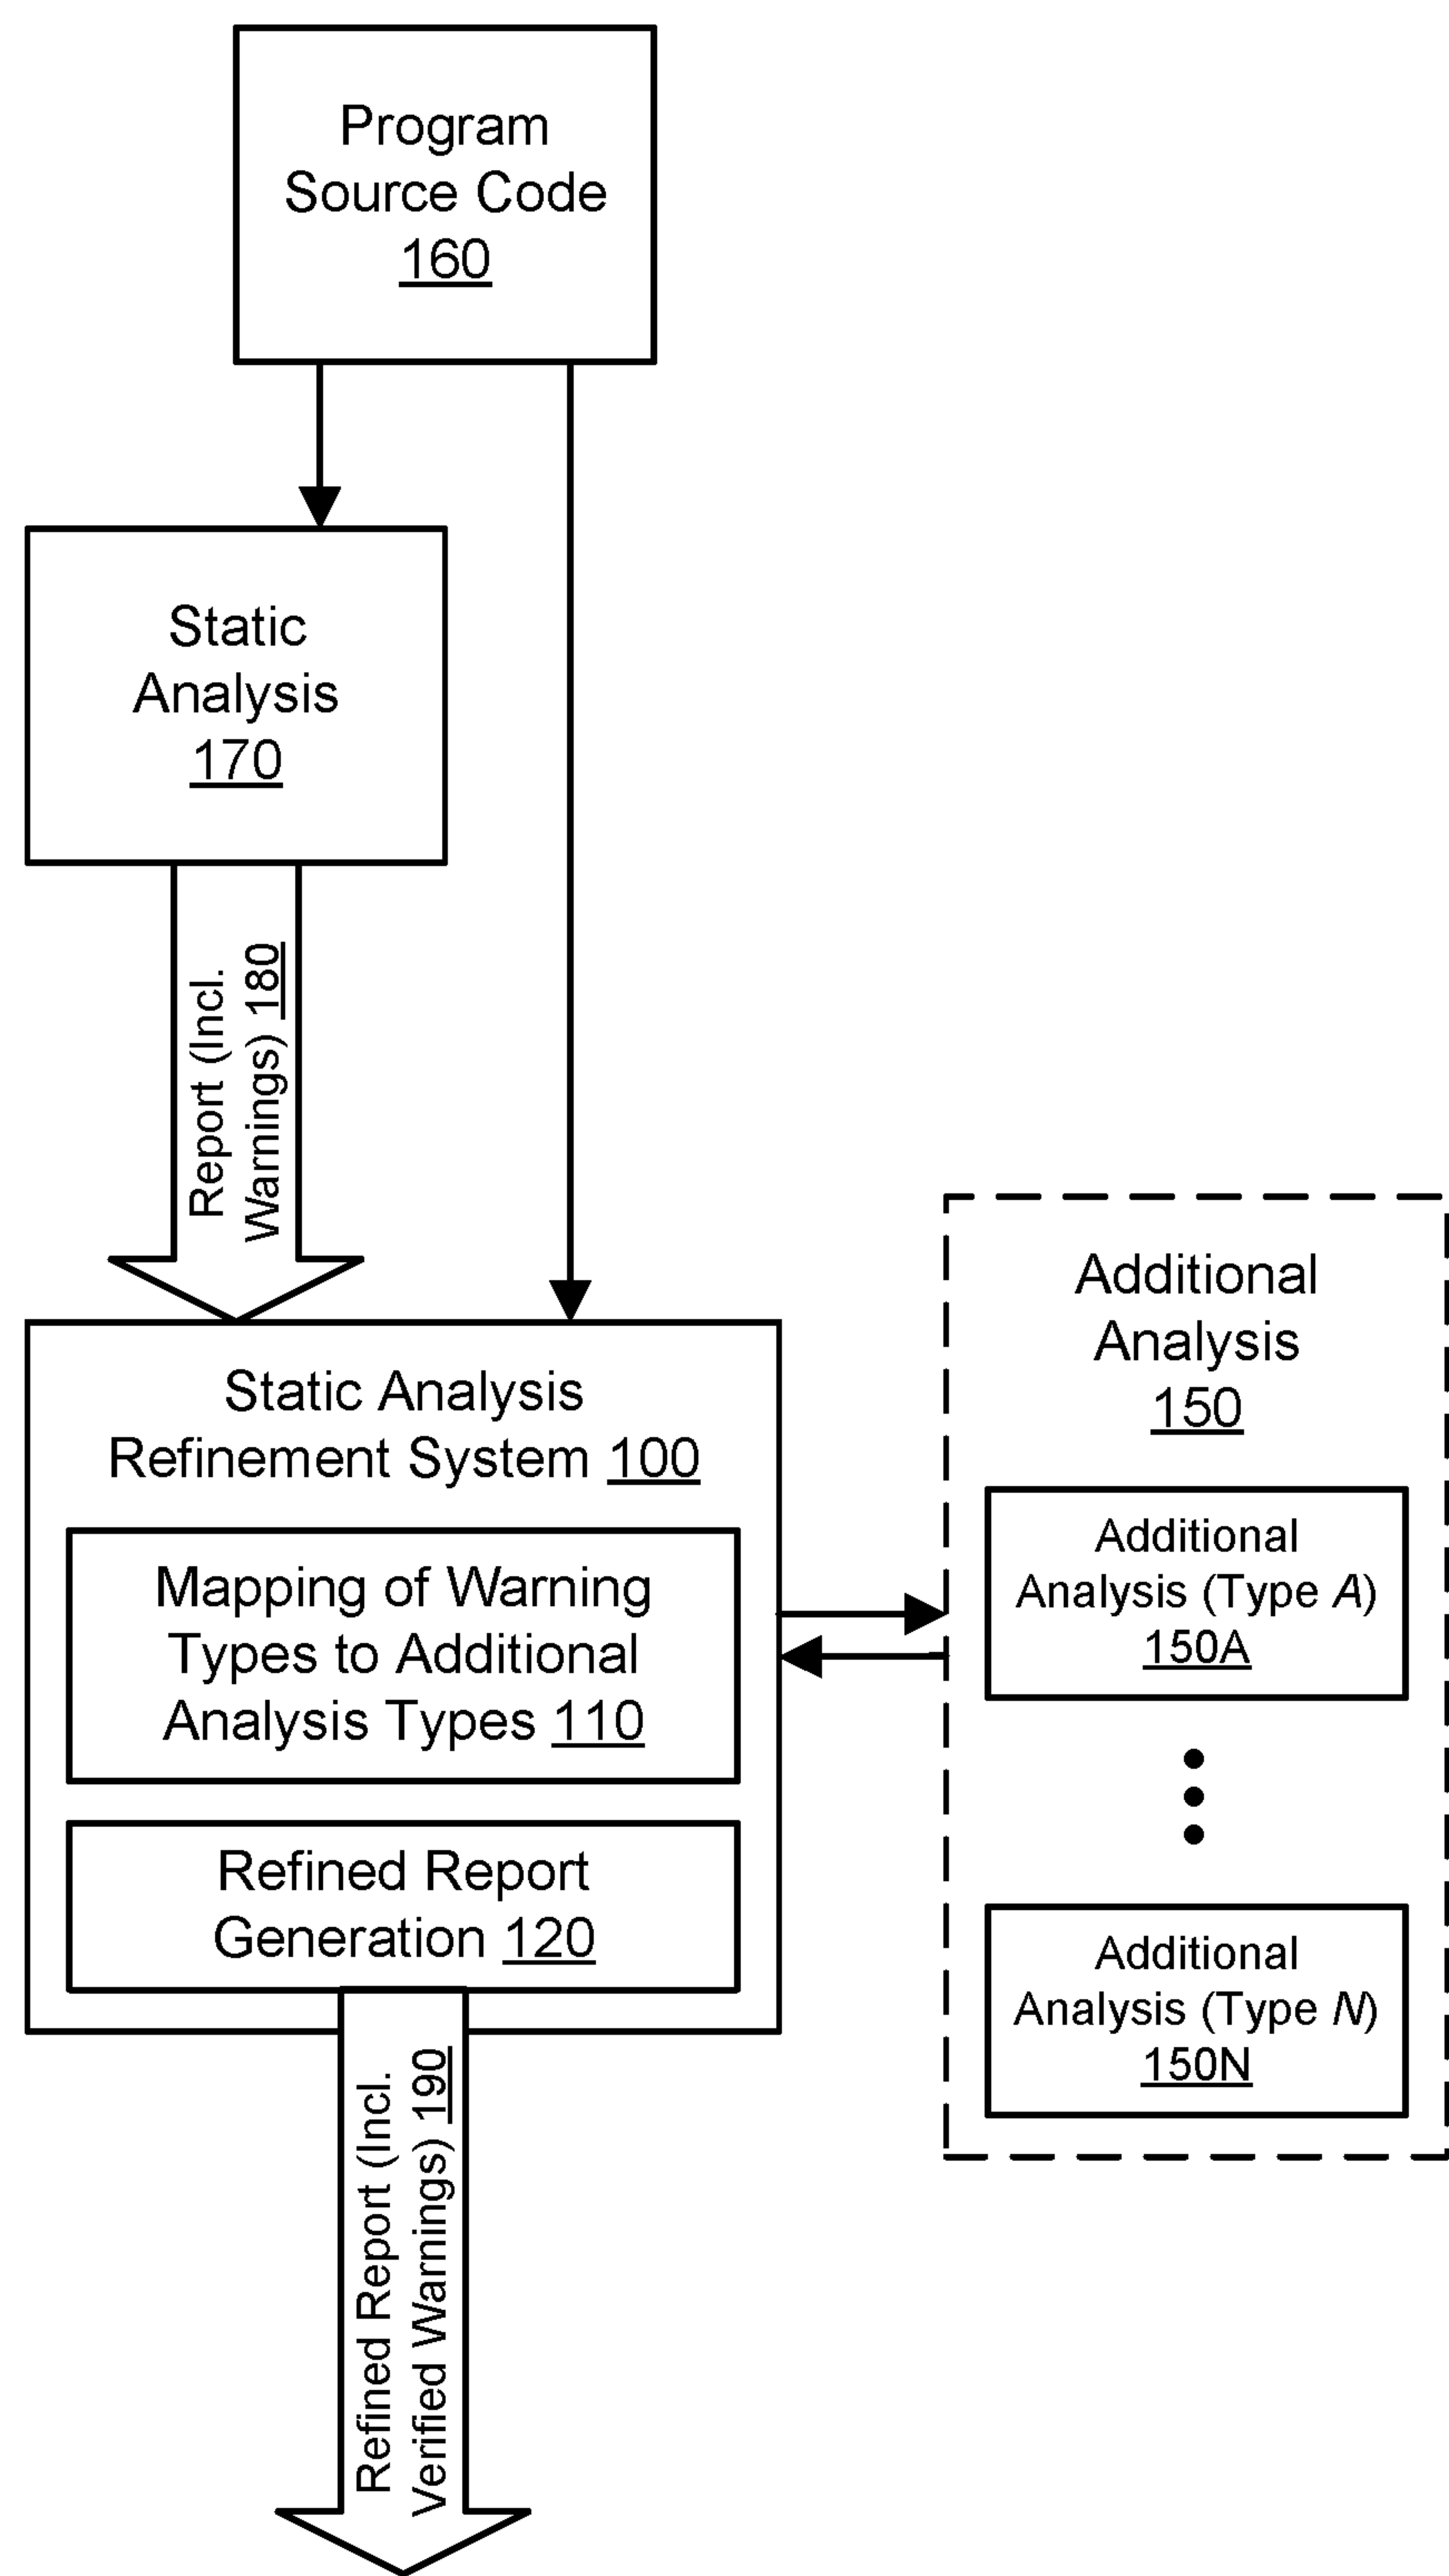 Program
Source Code
160
Static
Analysis
170
Report (Incl.
Warnings) 180
Static Analysis
Refinement System 100
Mapping of Warning
Types to Additional
Analysis Types 110
Refined Report
Generation 120
Refined Report (Incl.
Verified Warnings) 190
Additional
Analysis
150
Additional
Analysis (Type A)
150A
Additional
Analysis (Type N)
150N